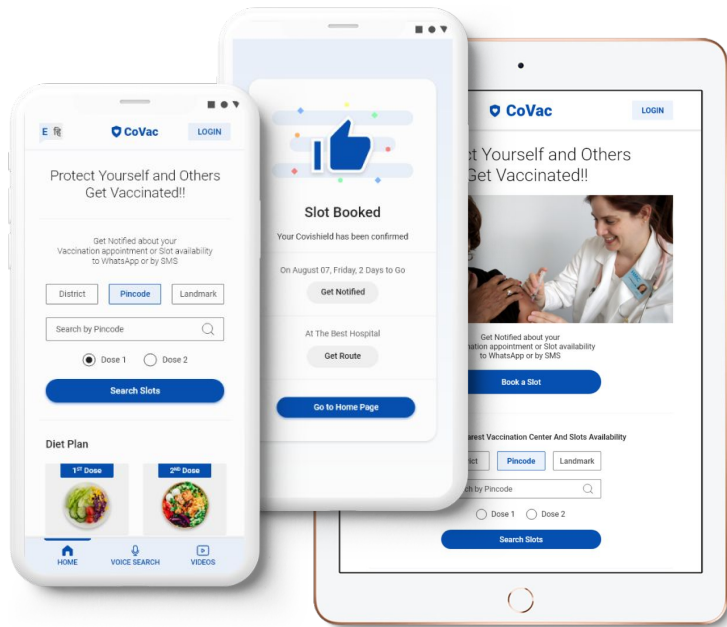 E हि
CoVac
LOGIN
Protect Yourself and Others
Get Vaccinated!!
Get Notified about your
Vaccination appointment or Slot availability
to WhatsApp or by SMS
District
Pincode
Landmark
Search by Pincode
Dose 1
Dose 2
Search Slots
Diet Plan
1ST Dose
2ND Dose
HOME
VOICE SEARCH
VIDEOS
Slot Booked
Your Covishield has been confirmed
On August 07, Friday, 2 Days to Go
Get Notified
At The Best Hospital
Get Route
Go to Home Page
CoVac
LOGIN
ct Yourself and Others
Get Vaccinated!!
Get Notified about your
nation appointment or Slot availability
to WhatsApp or by SMS
Book a Slot
arest Vaccination Center And Slots Availability
rict
Pincode
Landmark
ch by Pincode
Dose 1
Dose 2
Search Slots